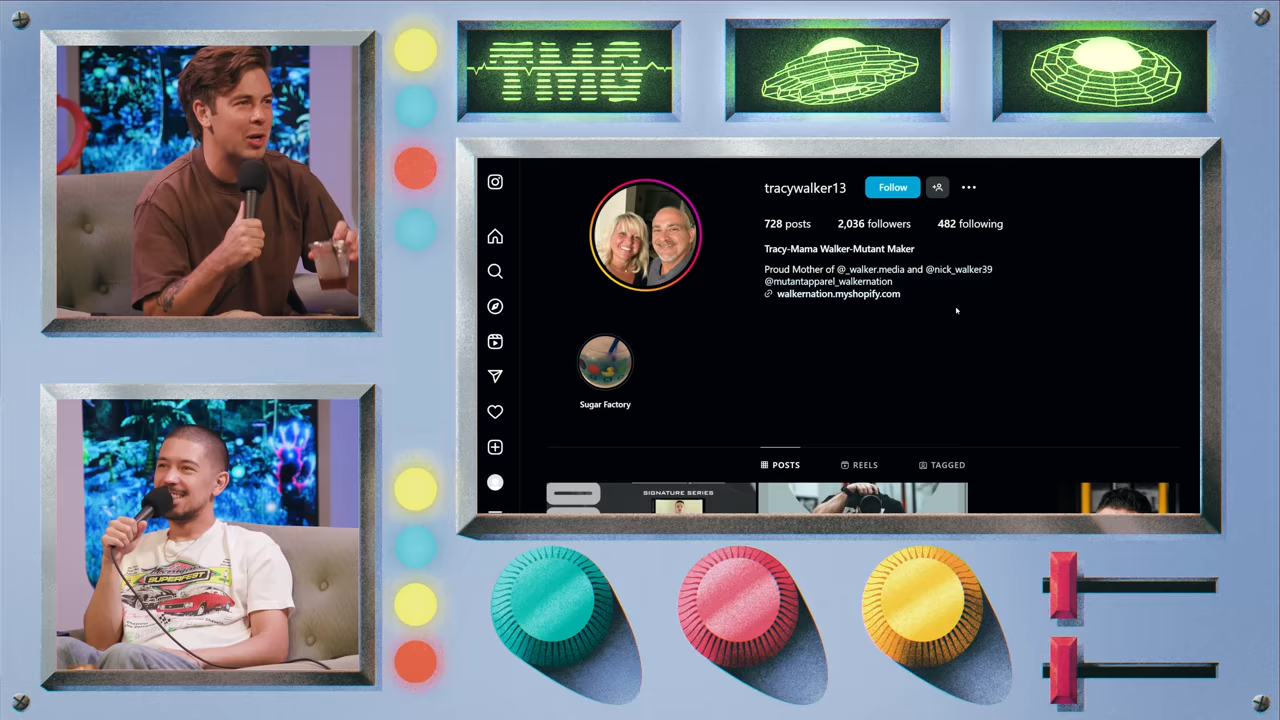 TMG
tracywalker13
Follow
728 posts
2,036 followers
482 following
Tracy-Mama Walker-Mutant Maker
Proud Mother of @_walker.media and @nick_walker39
@mutantapparel_walkernation
walkernation.myshopify.com
Sugar Factory
POSTS
REELS
TAGGED
SIGNATURE SERIES
SUPERFEST